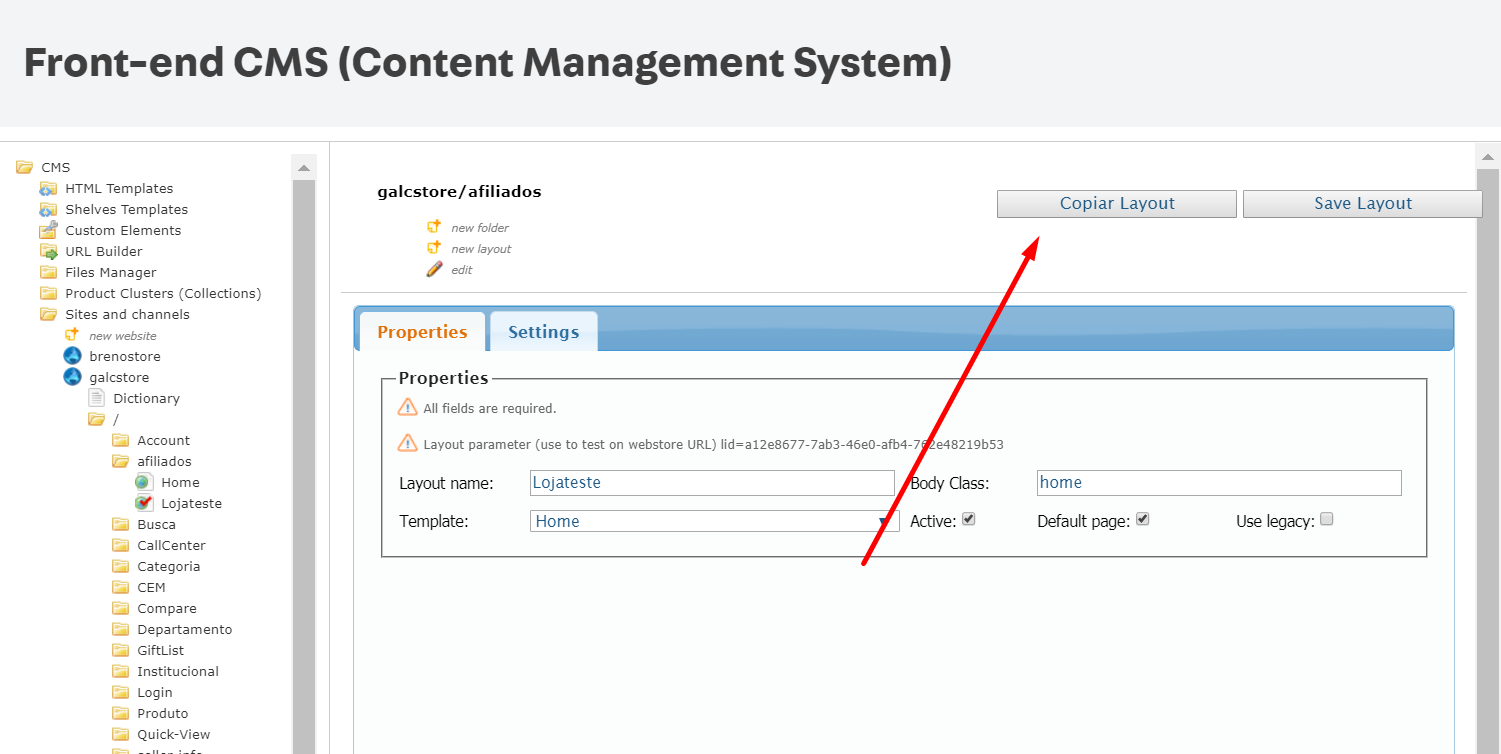 Front-end CMS (Content Management System)
CMS
HTML Templates
Shelves Templates
Custom Elements
URL Builder
Files Manager
Product Clusters (Collections)
Sites and channels
new website
brenostore
galcstore
Dictionary
/
Account
afiliados
Home
Lojateste
Busca
CallCenter
Categoria
CEM
Compare
Departamento
GiftList
Institucional
Login
Produto
Quick-View
galcstore/afiliados
new folder
new layout
edit
Copiar Layout Save Layout
Properties Settings
Properties
All fields are required.
Layout parameter (use to test on webstore URL) lid=a12e8677-7ab3-46e0-afb4-762e48219b53
Layout name: Lojateste Body Class: home
Template: Home Active: Default page: Use legacy: